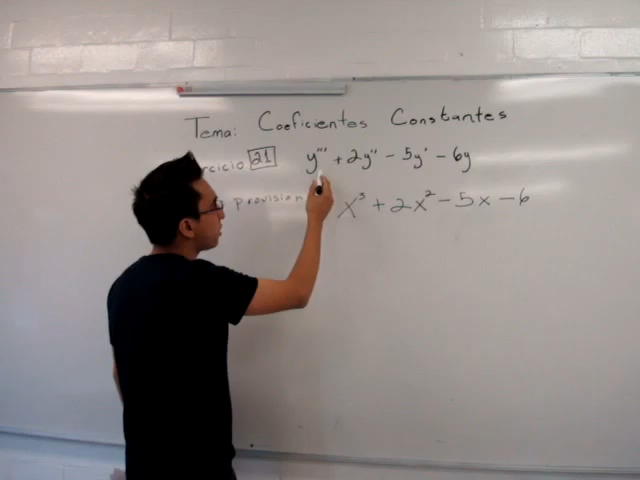 Tema: Coeficientes Constantes
rcicio 21 y''' + 2y'' - 5y' - 6y
provision x³ + 2x² - 5x - 6